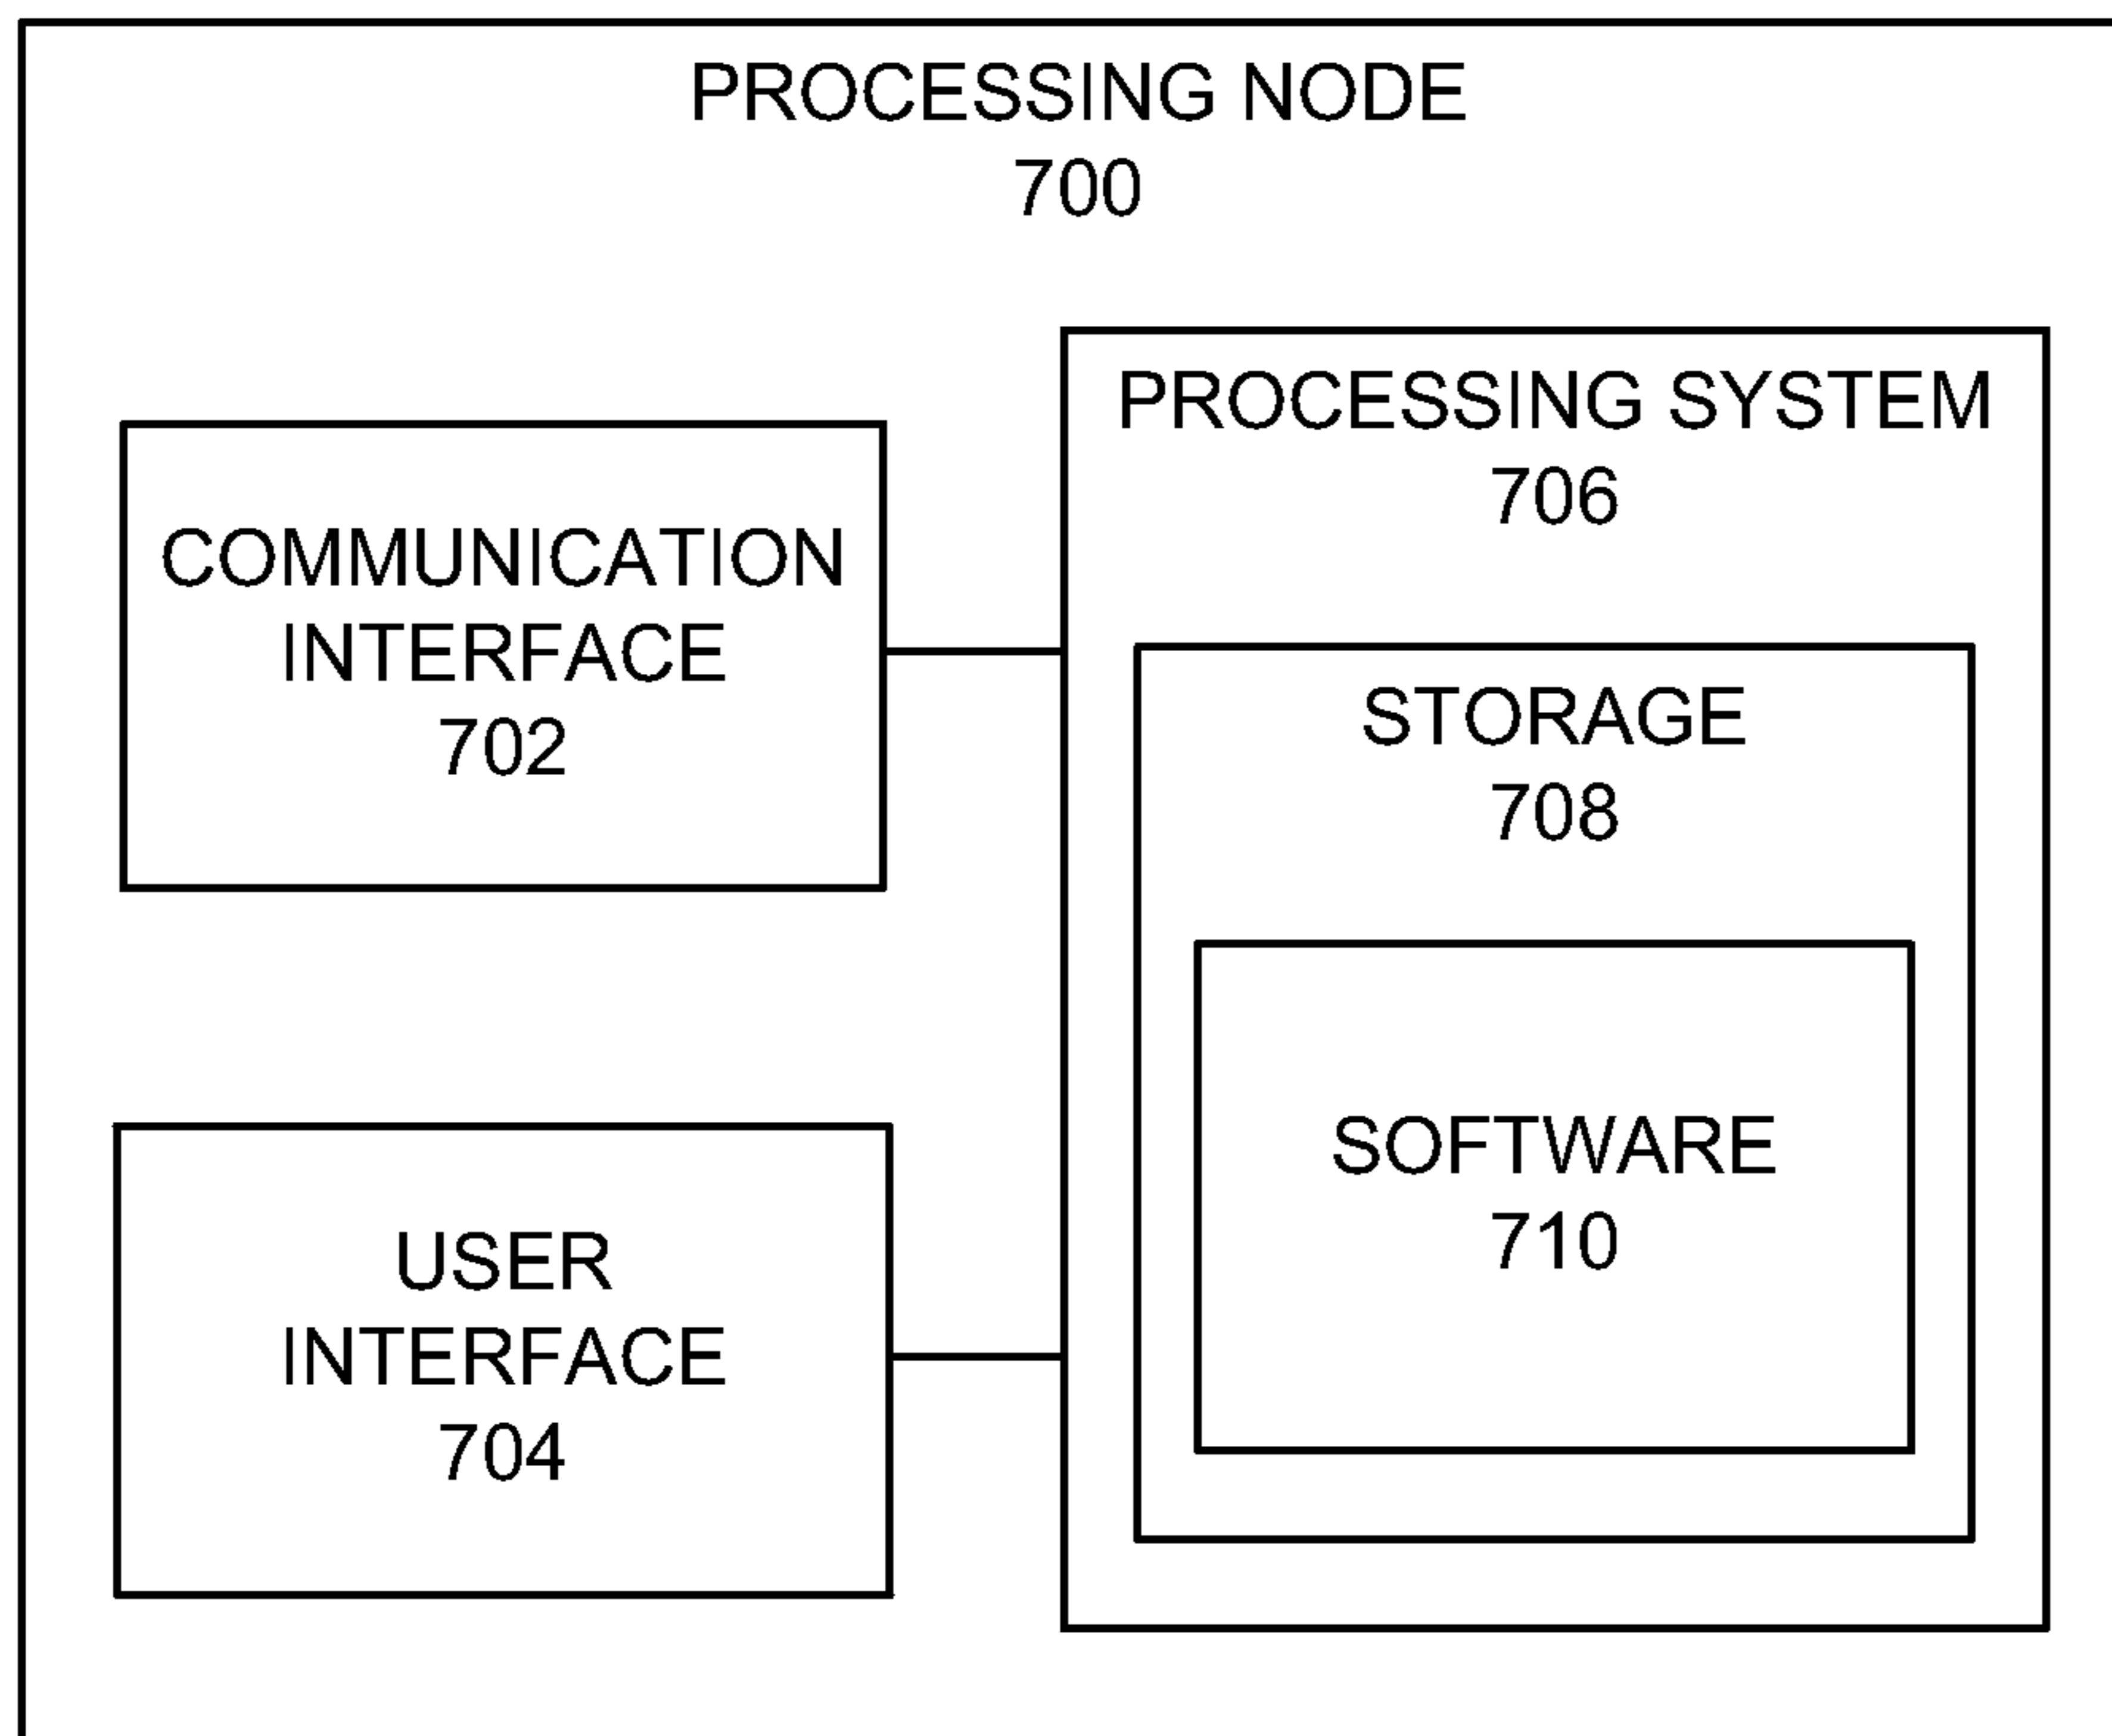 PROCESSING NODE
700
PROCESSING SYSTEM
706
COMMUNICATION
INTERFACE
702
STORAGE
708
SOFTWARE
710
USER
INTERFACE
704